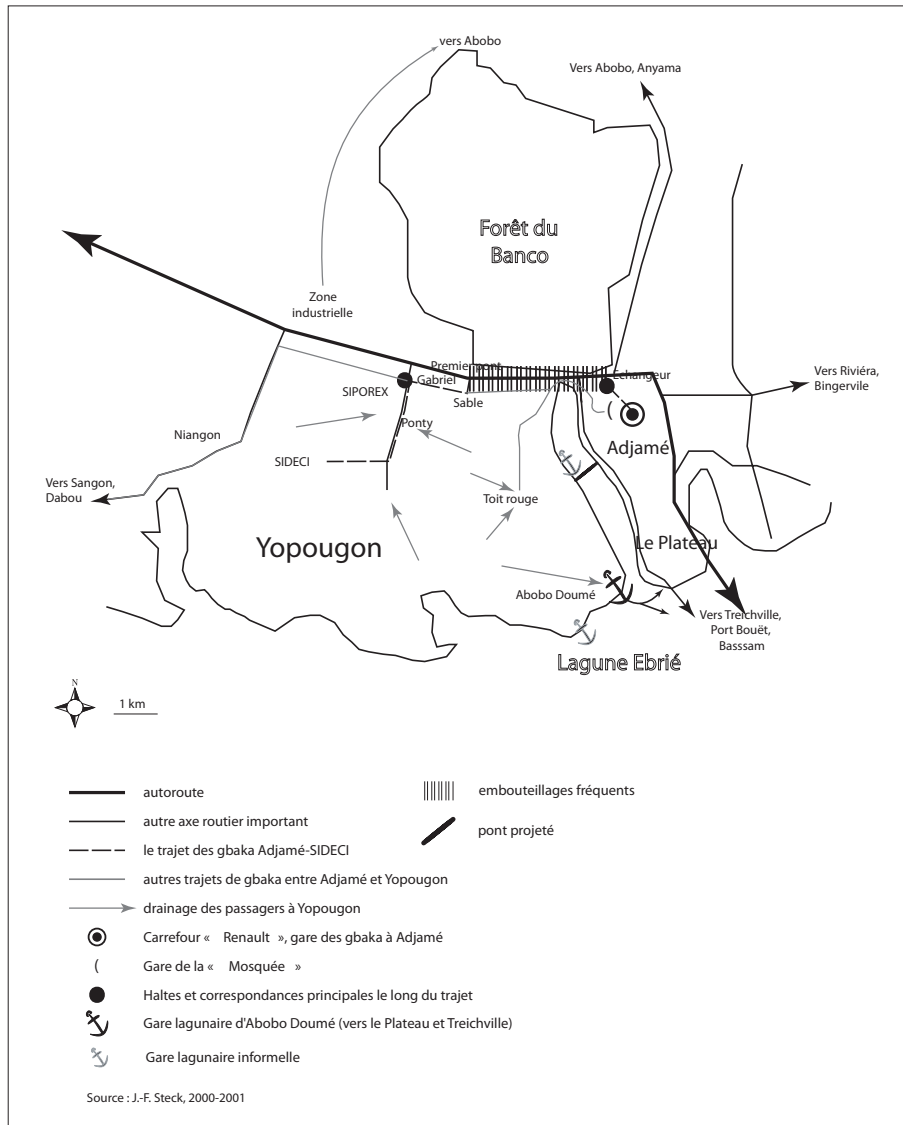 vers Abobo
Vers Abobo, Anyama
Forêt du
Banco
Zone
industrielle
Premier pont
Gabriel
SIPOREX
Sable
Echangeur
Vers Riviéra,
Bingerville
Ponty
Adjamé
Niangon
SIDECI
Vers Sangon,
Dabou
Toit rouge
Yopougon
Le Plateau
Abobo Doumé
Vers Treichville,
Port Bouët,
Basssam
Lagune Ebrié
N
1 km
autoroute
embouteillages fréquents
autre axe routier important
pont projeté
le trajet des gbaka Adjamé-SIDECI
autres trajets de gbaka entre Adjamé et Yopougon
drainage des passagers à Yopougon
Carrefour « Renault », gare des gbaka à Adjamé
Gare de la « Mosquée »
Haltes et correspondances principales le long du trajet
Gare lagunaire d'Abobo Doumé (vers le Plateau et Treichville)
Gare lagunaire informelle
Source : J.-F. Steck, 2000-2001